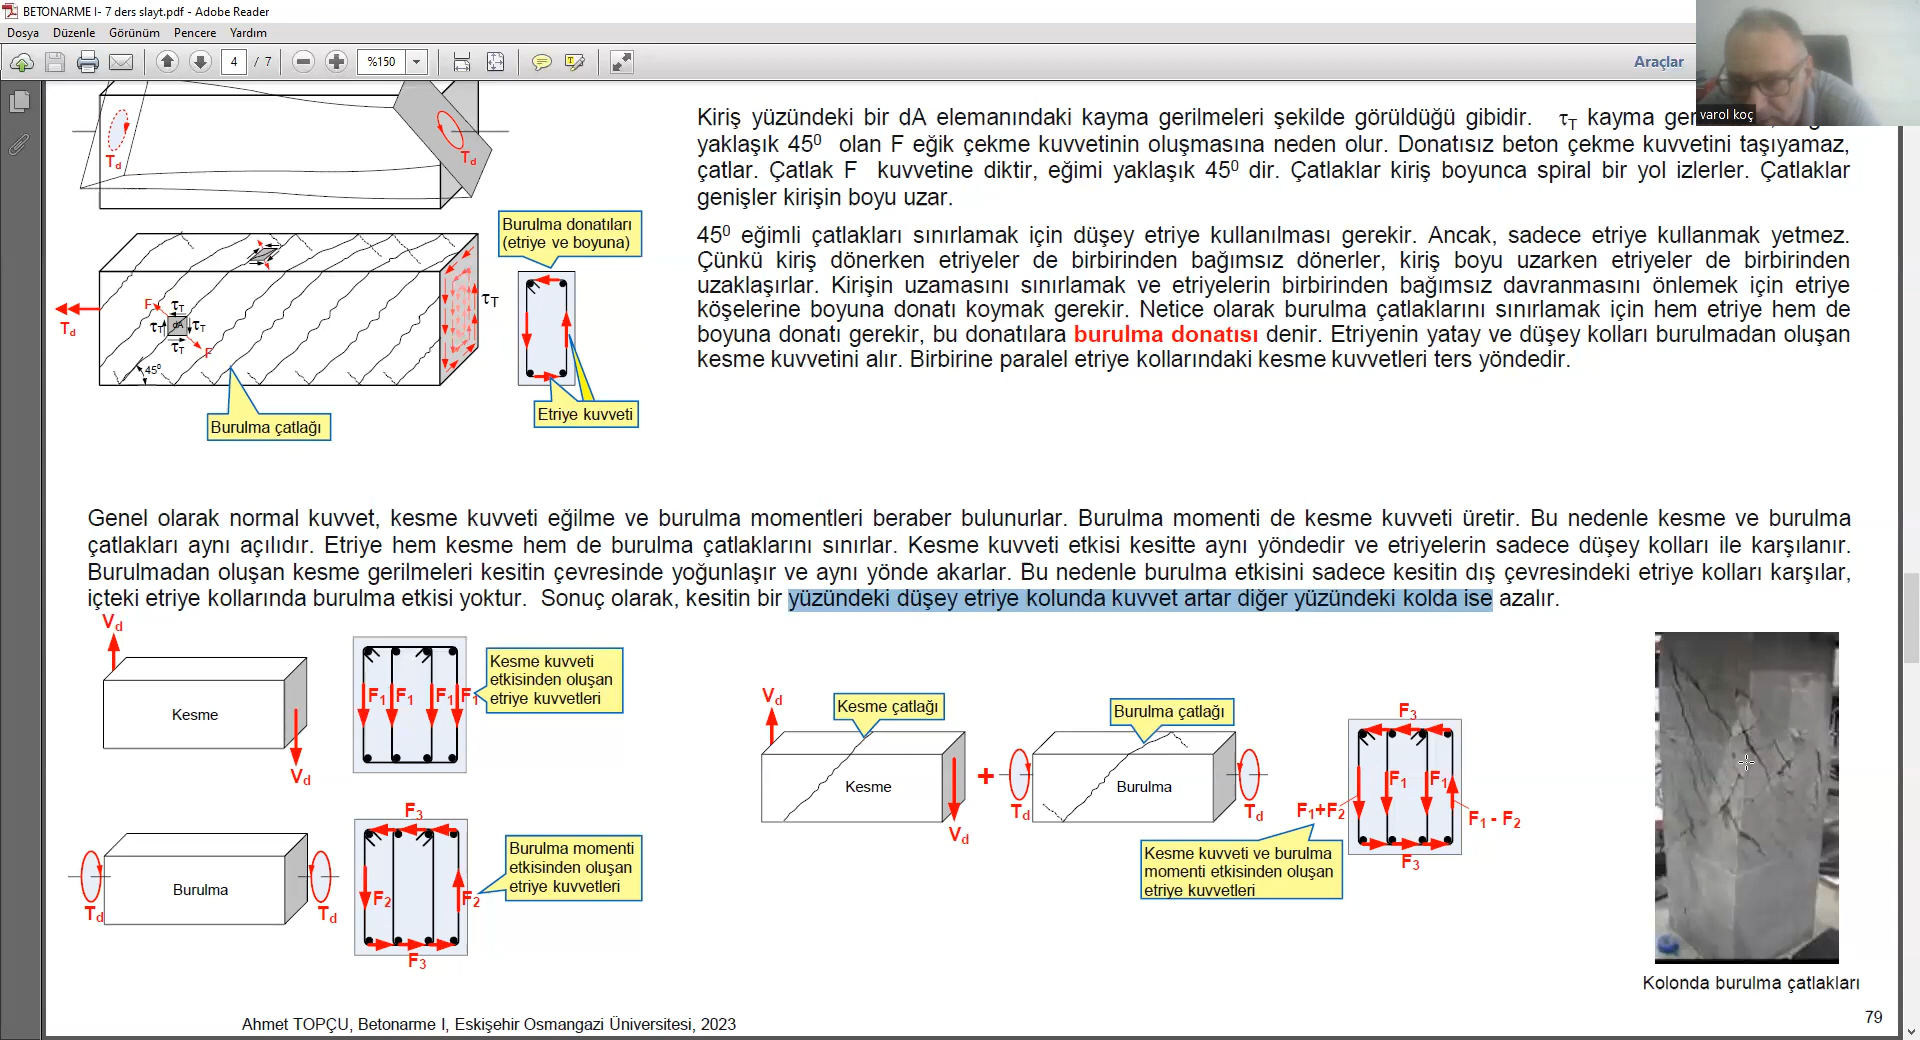 BETONARME I- 7 ders slayt.pdf - Adobe Reader
Dosya Düzenle Görünüm Pencere Yardım
4 / 7 %150 Araçlar
varol koç
Kiriş yüzündeki bir dA elemanındaki kayma gerilmeleri şekilde görüldüğü gibidir. τT kayma
yaklaşık 45⁰ olan F eğik çekme kuvvetinin oluşmasına neden olur. Donatısız beton çekme kuvvetini taşıyamaz,
çatlar. Çatlak F kuvvetine diktir, eğimi yaklaşık 45⁰ dir. Çatlaklar kiriş boyunca spiral bir yol izlerler. Çatlaklar
genişler kirişin boyu uzar.
45⁰ eğimli çatlakları sınırlamak için düşey etriye kullanılması gerekir. Ancak, sadece etriye kullanmak yetmez.
Çünkü kiriş dönerken etriyeler de birbirinden bağımsız dönerler, kiriş boyu uzarken etriyeler de birbirinden
uzaklaşırlar. Kirişin uzamasını sınırlamak ve etriyelerin birbirinden bağımsız davranmasını önlemek için etriye
köşelerine boyuna donatı koymak gerekir. Netice olarak burulma çatlaklarını sınırlamak için hem etriye hem de
boyuna donatı gerekir, bu donatılara burulma donatısı denir. Etriyenin yatay ve düşey kolları burulmadan oluşan
kesme kuvvetini alır. Birbirine paralel etriye kollarındaki kesme kuvvetleri ters yöndedir.
Td
Td
Burulma donatıları
(etriye ve boyuna)
Td
F
τT
τT
dA
τT
τT
F
45⁰
τT
Burulma çatlağı
Etriye kuvveti
Genel olarak normal kuvvet, kesme kuvveti eğilme ve burulma momentleri beraber bulunurlar. Burulma momenti de kesme kuvveti üretir. Bu nedenle kesme ve burulma
çatlakları aynı açılıdır. Etriye hem kesme hem de burulma çatlaklarını sınırlar. Kesme kuvveti etkisi kesitte aynı yöndedir ve etriyelerin sadece düşey kolları ile karşılanır.
Burulmadan oluşan kesme gerilmeleri kesitin çevresinde yoğunlaşır ve aynı yönde akarlar. Bu nedenle burulma etkisini sadece kesitin dış çevresindeki etriye kolları karşılar,
içteki etriye kollarında burulma etkisi yoktur. Sonuç olarak, kesitin bir yüzündeki düşey etriye kolunda kuvvet artar diğer yüzündeki kolda ise azalır.
Vd
Kesme
Vd
F1 F1 F1 F1
Kesme kuvveti
etkisinden oluşan
etriye kuvvetleri
Td
Burulma
Td
F3
F2
F2
F3
Burulma momenti
etkisinden oluşan
etriye kuvvetleri
Vd
Kesme çatlağı
Kesme
Vd
+
Td
Burulma çatlağı
Burulma
Td
F3
F1+F2
F1
F1
F1 - F2
F3
Kesme kuvveti ve burulma
momenti etkisinden oluşan
etriye kuvvetleri
Kolonda burulma çatlakları
Ahmet TOPÇU, Betonarme I, Eskişehir Osmangazi Üniversitesi, 2023
79